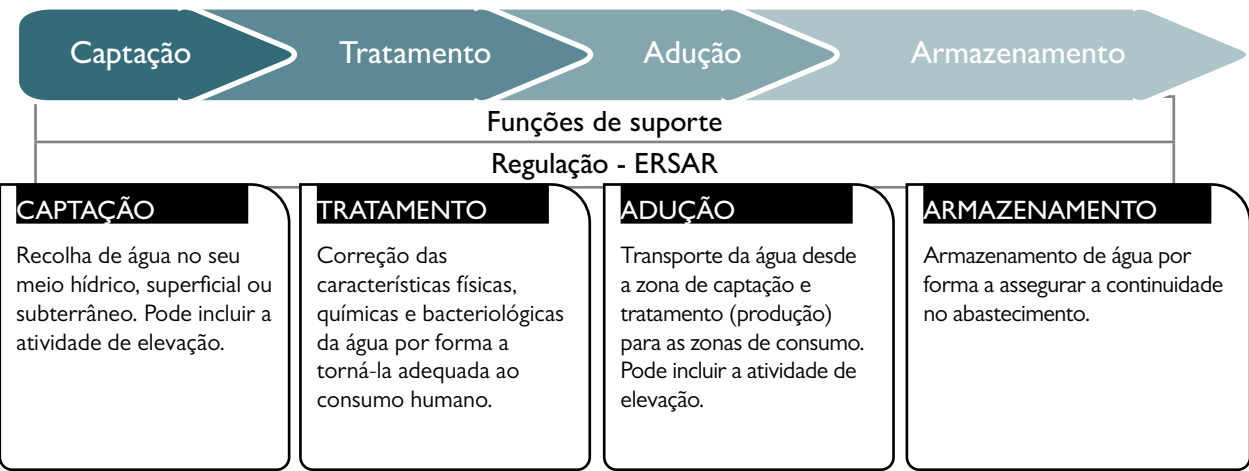 Captação
Tratamento
Adução
Armazenamento
Funções de suporte
Regulação - ERSAR
CAPTAÇÃO
Recolha de água no seu
meio hídrico, superficial ou
subterrâneo. Pode incluir a
atividade de elevação.
TRATAMENTO
Correção das
características físicas,
químicas e bacteriológicas
da água por forma a
torná-la adequada ao
consumo humano.
ADUÇÃO
Transporte da água desde
a zona de captação e
tratamento (produção)
para as zonas de consumo.
Pode incluir a atividade de
elevação.
ARMAZENAMENTO
Armazenamento de água por
forma a assegurar a continuidade
no abastecimento.